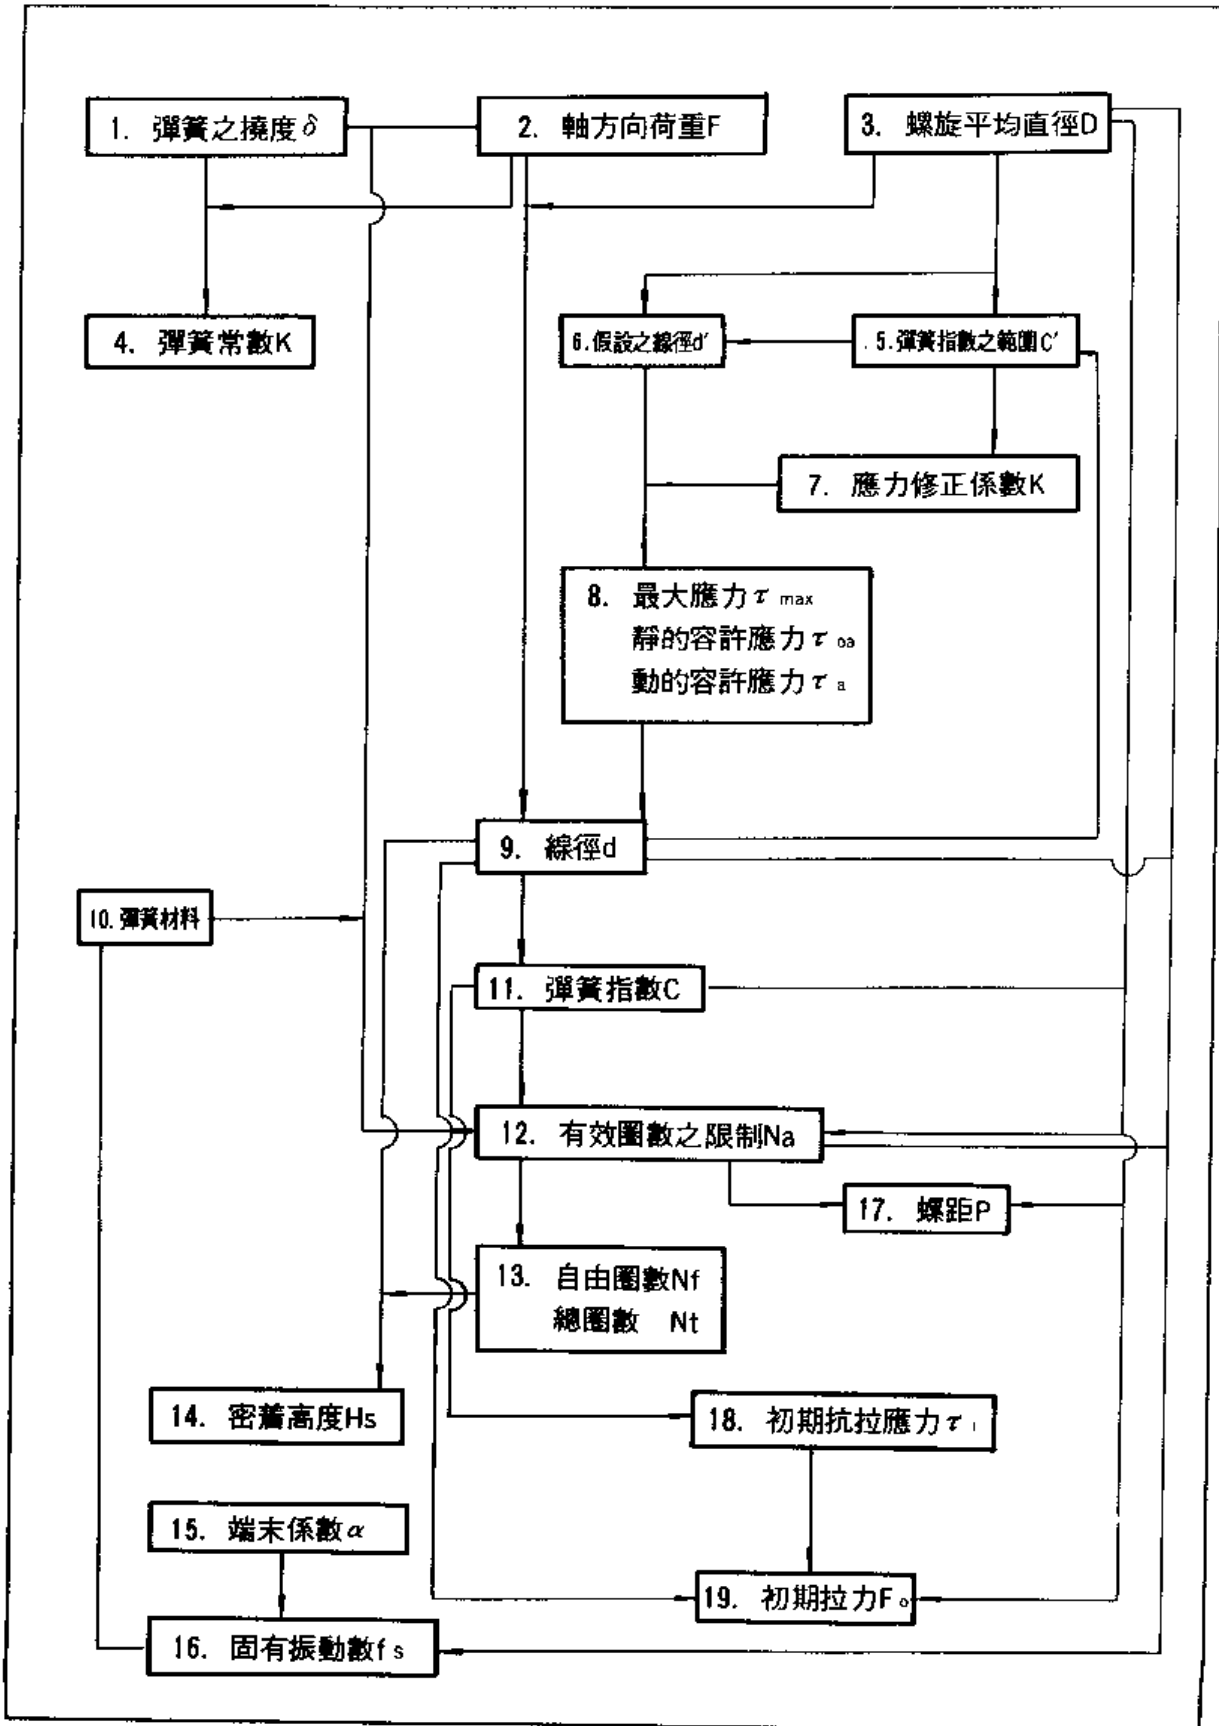 1. 彈簧之撓度δ
2. 軸方向荷重F
3. 螺旋平均直徑D
4. 彈簧常數K
6.假設之線徑d′
.5.彈簧指數之範圍C′
7. 應力修正係數K
8. 最大應力τ max
靜的容許應力τ oa
動的容許應力τ a
9. 線徑d
10.彈簧材料
11. 彈簧指數C
12. 有效圈數之限制Na
17. 螺距P
13. 自由圈數Nf
總圈數 Nt
14. 密着高度Hs
18. 初期抗拉應力τ i
15. 端末係數α
19. 初期拉力F o
16. 固有振動數fs